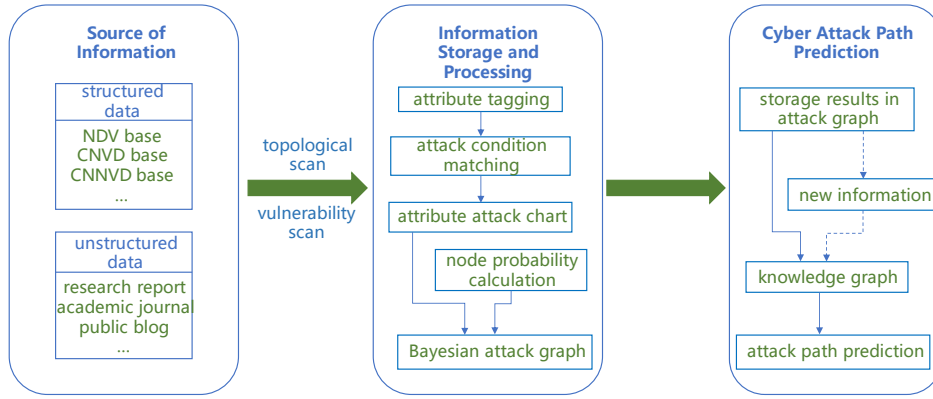 Source of
Information
structured
data
NDV base
CNVD base
CNNVD base
...
unstructured
data
research report
academic journal
public blog
...
topological
scan
vulnerability
scan
Information
Storage and
Processing
attribute tagging
attack condition
matching
attribute attack chart
node probability
calculation
Bayesian attack graph
Cyber Attack Path
Prediction
storage results in
attack graph
new information
knowledge graph
attack path prediction